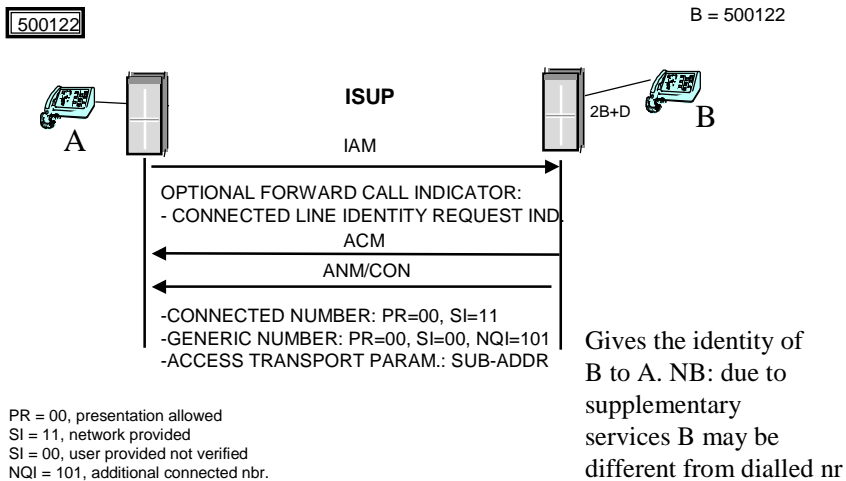 500122
B = 500122
ISUP
2B+D
A
B
IAM
OPTIONAL FORWARD CALL INDICATOR:
- CONNECTED LINE IDENTITY REQUEST IND.
ACM
ANM/CON
-CONNECTED NUMBER: PR=00, SI=11
-GENERIC NUMBER: PR=00, SI=00, NQI=101
-ACCESS TRANSPORT PARAM.: SUB-ADDR
Gives the identity of
B to A. NB: due to
supplementary
services B may be
different from dialled nr
PR = 00, presentation allowed
SI = 11, network provided
SI = 00, user provided not verified
NQI = 101, additional connected nbr.